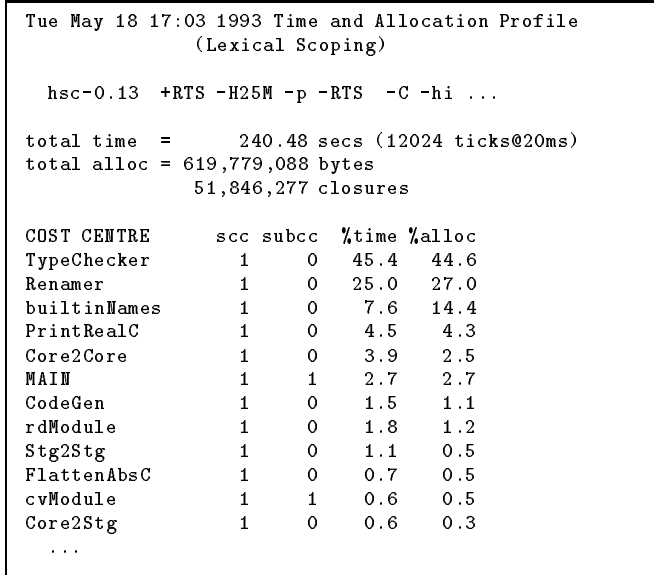 Tue May 18 17:03 1993 Time and Allocation Profile
(Lexical Scoping)
hsc-0.13 +RTS -H25M -p -RTS -C -hi ...
total time = 240.48 secs (12024 ticks@20ms)
total alloc = 619,779,088 bytes
51,846,277 closures
COST CENTRE scc subcc %time %alloc
TypeChecker 1 0 45.4 44.6
Renamer 1 0 25.0 27.0
builtinNames 1 0 7.6 14.4
PrintRealC 1 0 4.5 4.3
Core2Core 1 0 3.9 2.5
MAIN 1 1 2.7 2.7
CodeGen 1 0 1.5 1.1
rdModule 1 0 1.8 1.2
Stg2Stg 1 0 1.1 0.5
FlattenAbsC 1 0 0.7 0.5
cvModule 1 1 0.6 0.5
Core2Stg 1 0 0.6 0.3
...